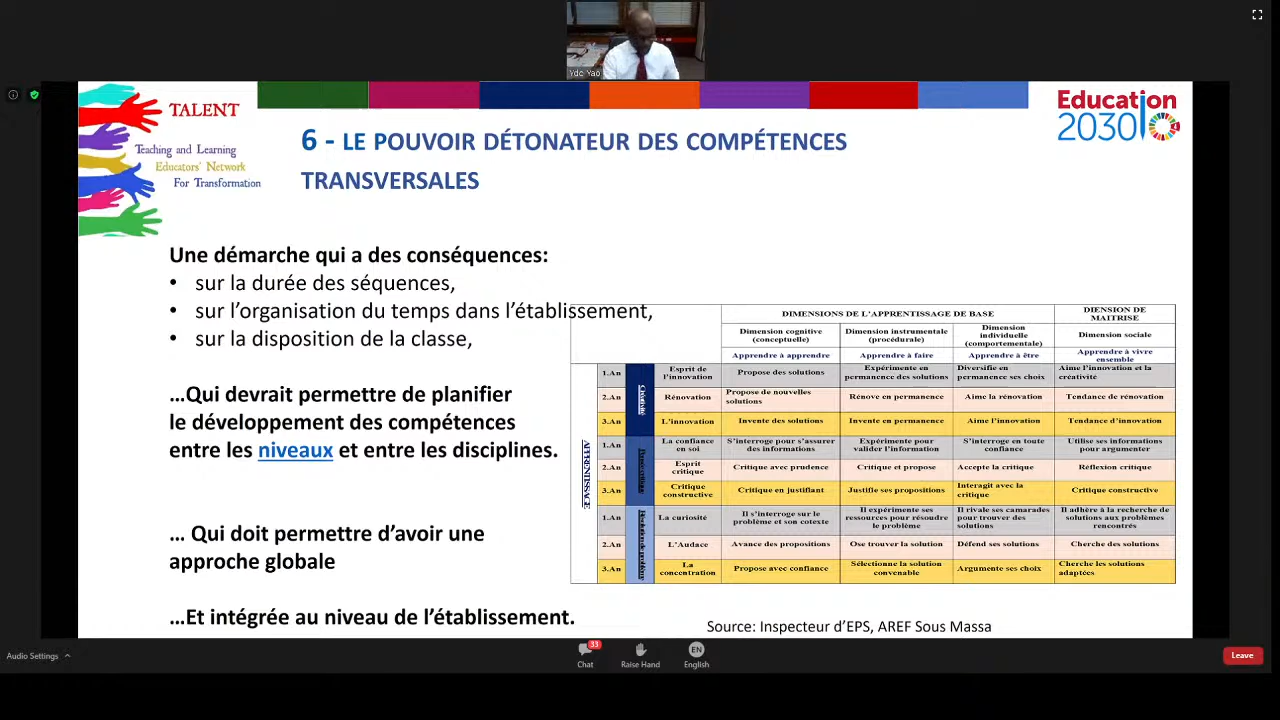 Ydo Yao
TALENT
Teaching and Learning
Educators' Network
For Transformation
Education
2030
6 - LE POUVOIR DÉTONATEUR DES COMPÉTENCES
TRANSVERSALES
Une démarche qui a des conséquences:
• sur la durée des séquences,
• sur l'organisation du temps dans l'établissement,
• sur la disposition de la classe,
...Qui devrait permettre de planifier
le développement des compétences
entre les niveaux et entre les disciplines.
... Qui doit permettre d'avoir une
approche globale
...Et intégrée au niveau de l'établissement.
DIMENSIONS DE L'APPRENTISSAGE DE BASE
DIENSION DE
MAITRISE
Dimension cognitive
(conceptuelle)
Dimension instrumentale
(procédurale)
Dimension
individuelle
(comportementale)
Dimension sociale
Apprendre à apprendre
Apprendre à faire
Apprendre à être
Apprendre à vivre
ensemble
APPRENTISSAGE
Créativité
1.An
Esprit de
l'innovation
Propose des solutions
Expérimente en
permanence des solutions
Diversifie en
permanence ses choix
Aime l'innovation et la
créativité
2.An
Rénovation
Propose de nouvelles
solutions
Rénove en permanence
Aime la rénovation
Tendance de rénovation
3.An
L'innovation
Invente des solutions
Invente en permanence
Aime l'innovation
Tendance d'innovation
1.An
La confiance
en soi
S'interroge pour s'assurer
des informations
Expérimente pour
valider l'information
S'interroge en toute
confiance
Utilise ses informations
pour argumenter
2.An
Esprit
critique
Critique avec prudence
Critique et propose
Accepte la critique
Réflexion critique
3.An
Critique
constructive
Critique en justifiant
Justifie ses propositions
Interagit avec la
critique
Critique constructive
Résolution de problème
1.An
La curiosité
Il s'interroge sur le
problème et son cotexte
Il expérimente ses
ressources pour résoudre
le problème
Il rivale ses camarades
pour trouver des
solutions
Il adhère à la recherche de
solutions aux problèmes
rencontrés
2.An
L'Audace
Avance des propositions
Ose trouver la solution
Défend ses solutions
Cherche des solutions
3.An
La
concentration
Propose avec confiance
Sélectionne la solution
convenable
Argumente ses choix
Cherche les solutions
adaptées
Source: Inspecteur d'EPS, AREF Sous Massa
Audio Settings
33
Chat
Raise Hand
EN
English
Leave